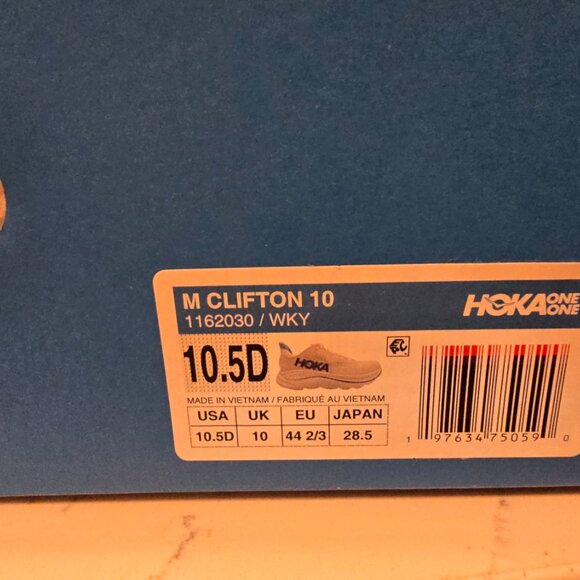 M CLIFTON 10
1162030 / WKY
HOKA ONE ONE
10.5D
HOKA
MADE IN VIETNAM / FABRIQUÉ AU VIETNAM
USA UK EU JAPAN
10.5D 10 44 2/3 28.5
1 97634 75059 0